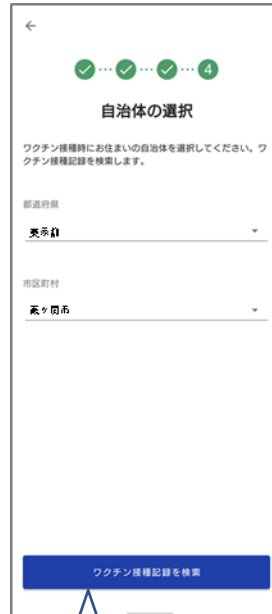 4
自治体の選択
ワクチン接種時にお住まいの自治体を選択してください。ワ
クチン接種記録を検索します。
都道府県
市区町村
ワクチン接種記録を検索